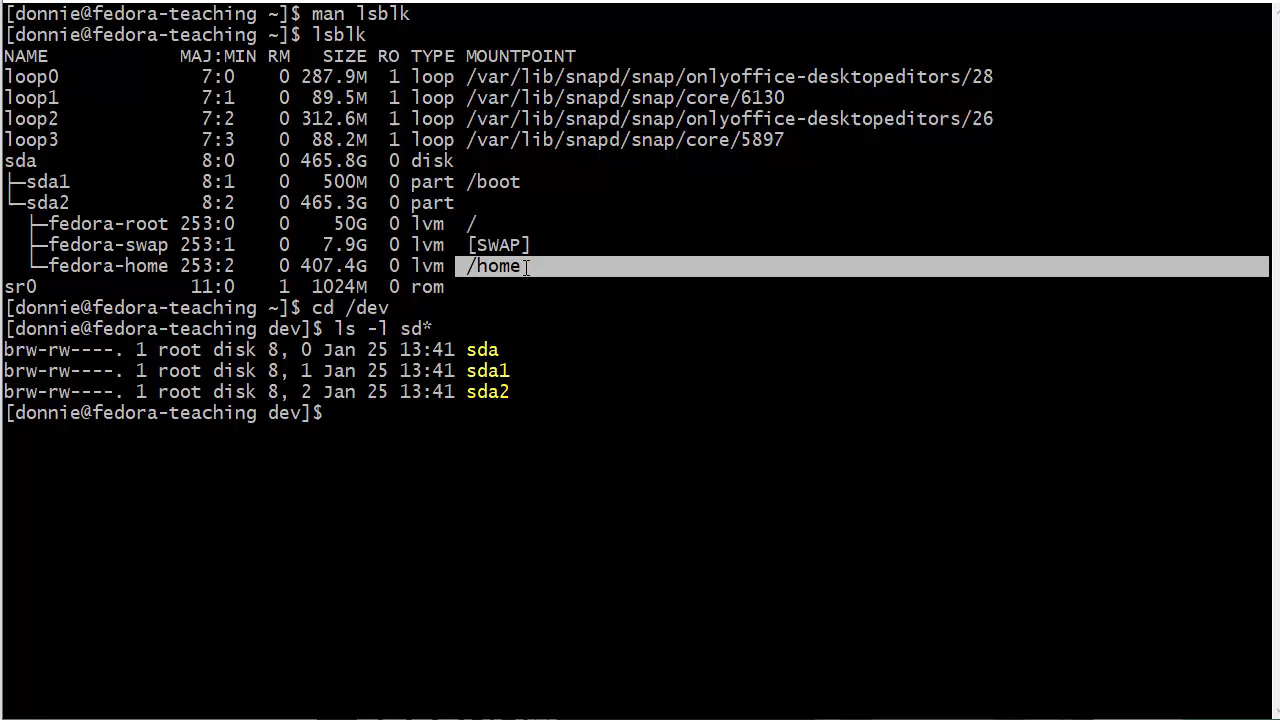 [donnie@fedora-teaching ~]$ man lsblk
[donnie@fedora-teaching ~]$ lsblk
NAME              MAJ:MIN RM   SIZE RO TYPE MOUNTPOINT
loop0               7:0    0 287.9M  1 loop /var/lib/snapd/snap/onlyoffice-desktopeditors/28
loop1               7:1    0  89.5M  1 loop /var/lib/snapd/snap/core/6130
loop2               7:2    0 312.6M  1 loop /var/lib/snapd/snap/onlyoffice-desktopeditors/26
loop3               7:3    0  88.2M  1 loop /var/lib/snapd/snap/core/5897
sda                 8:0    0 465.8G  0 disk
├─sda1              8:1    0   500M  0 part /boot
└─sda2              8:2    0 465.3G  0 part
  ├─fedora-root 253:0    0    50G  0 lvm  /
  ├─fedora-swap 253:1    0   7.9G  0 lvm  [SWAP]
  └─fedora-home 253:2    0 407.4G  0 lvm  /home
sr0                11:0    1  1024M  0 rom
[donnie@fedora-teaching ~]$ cd /dev
[donnie@fedora-teaching dev]$ ls -l sd*
brw-rw----. 1 root disk 8, 0 Jan 25 13:41 sda
brw-rw----. 1 root disk 8, 1 Jan 25 13:41 sda1
brw-rw----. 1 root disk 8, 2 Jan 25 13:41 sda2
[donnie@fedora-teaching dev]$